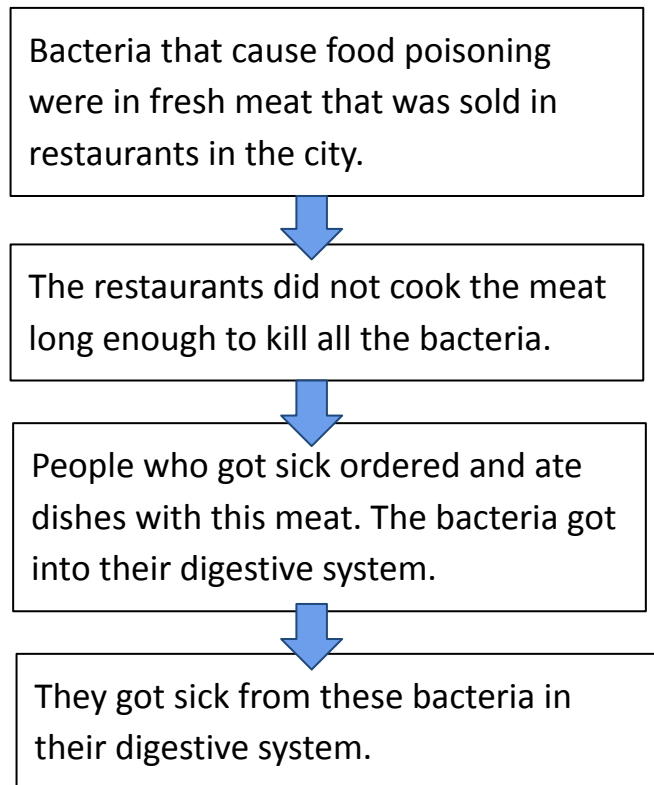 Bacteria that cause food poisoning
were in fresh meat that was sold in
restaurants in the city.
The restaurants did not cook the meat
long enough to kill all the bacteria.
People who got sick ordered and ate
dishes with this meat. The bacteria got
into their digestive system.
They got sick from these bacteria in
their digestive system.